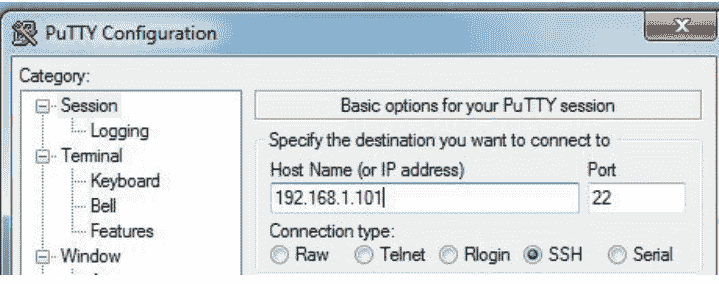 PuTTY Configuration
Category:
Session
Logging
Terminal
Keyboard
Bell
Features
Window
Basic options for your PuTTY session
Specify the destination you want to connect to
Host Name (or IP address) Port
192.168.1.101 22
Connection type:
Raw Telnet Rlogin SSH Serial